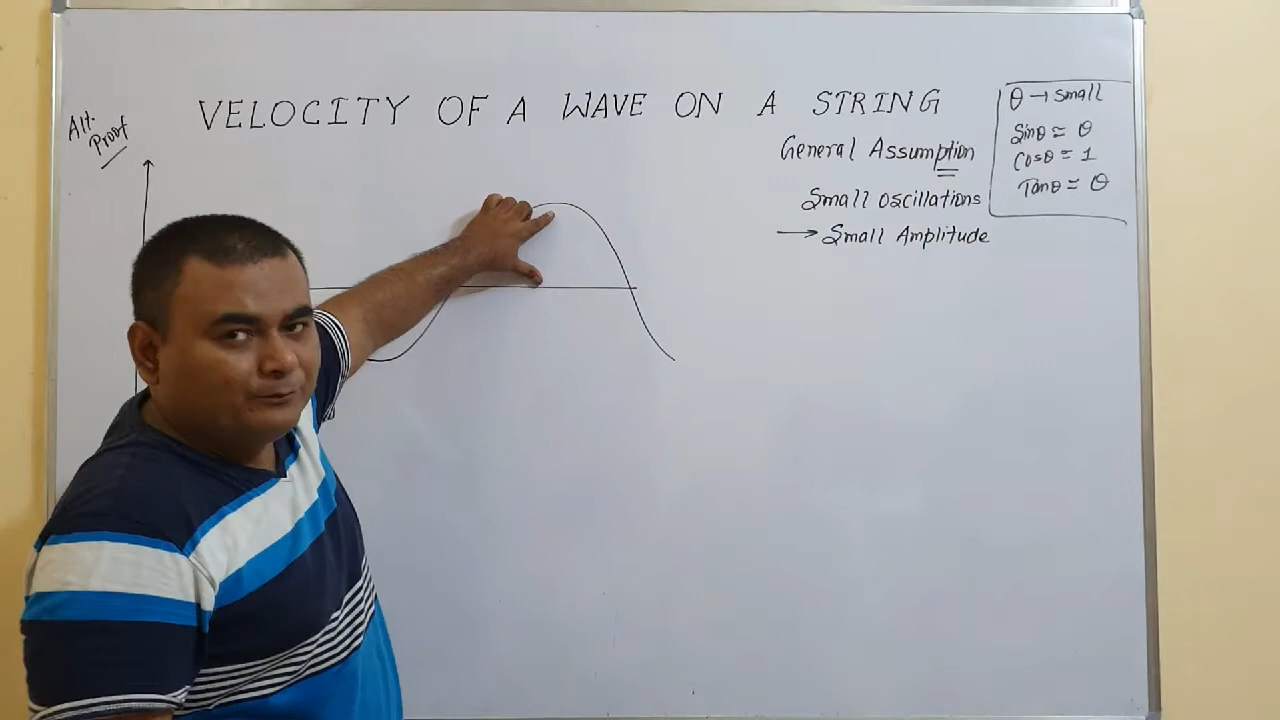 VELOCITY OF A WAVE ON A STRING
Alt.
Proof
General Assumption
Small oscillations
→ Small Amplitude
θ → small
Sinθ ≃ θ
Cosθ ≃ 1
Tanθ ≃ θ